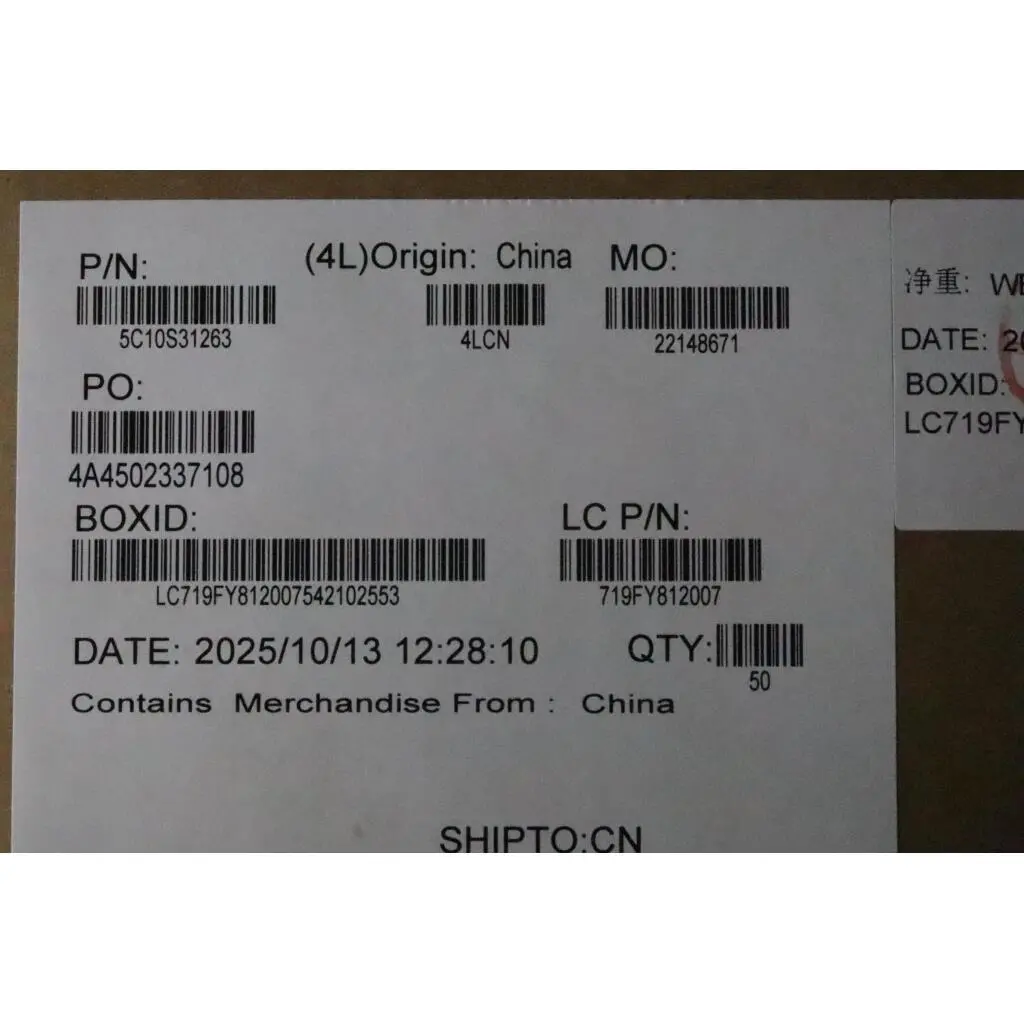 P/N:
(4L)Origin: China
MO:
5C10S31263
4LCN
22148671
PO:
4A4502337108
BOXID:
LC P/N:
LC719FY812007542102553
719FY812007
DATE: 2025/10/13 12:28:10
QTY:
50
Contains Merchandise From : China
SHIPTO:CN
净重:
DATE:
BOXID:
LC719FY